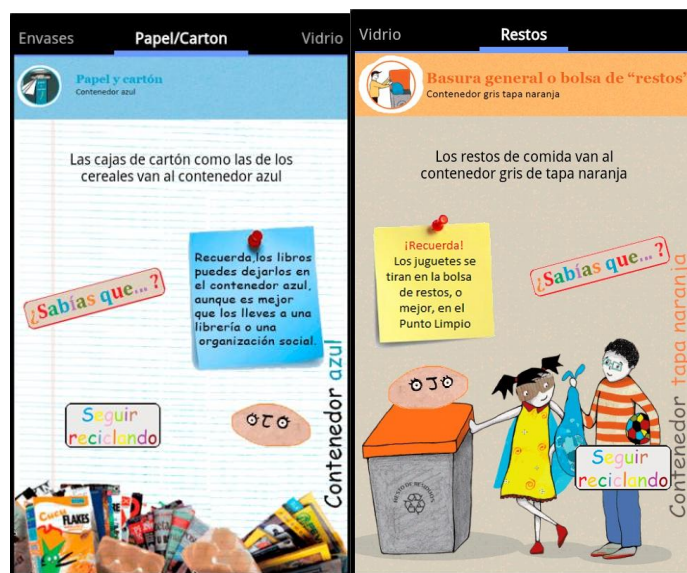 Envases Papel/Carton Vidrio
Papel y cartón
Contenedor azul
Las cajas de cartón como las de los
cereales van al contenedor azul
Recuerda,los libros
puedes dejarlos en
el contenedor azul,
aunque es mejor
que los lleves a una
librería o una
organización social.
¿Sabías que... ?
Seguir
reciclando
Contenedor azul
FLAKES
Vidrio Restos
Basura general o bolsa de “restos”
Contenedor gris tapa naranja
Los restos de comida van al
contenedor gris de tapa naranja
¡Recuerda!
Los juguetes se
tiran en la bolsa
de restos, o
mejor, en el
Punto Limpio
¿Sabías que... ?
Seguir
reciclando
Contenedor tapa naranja